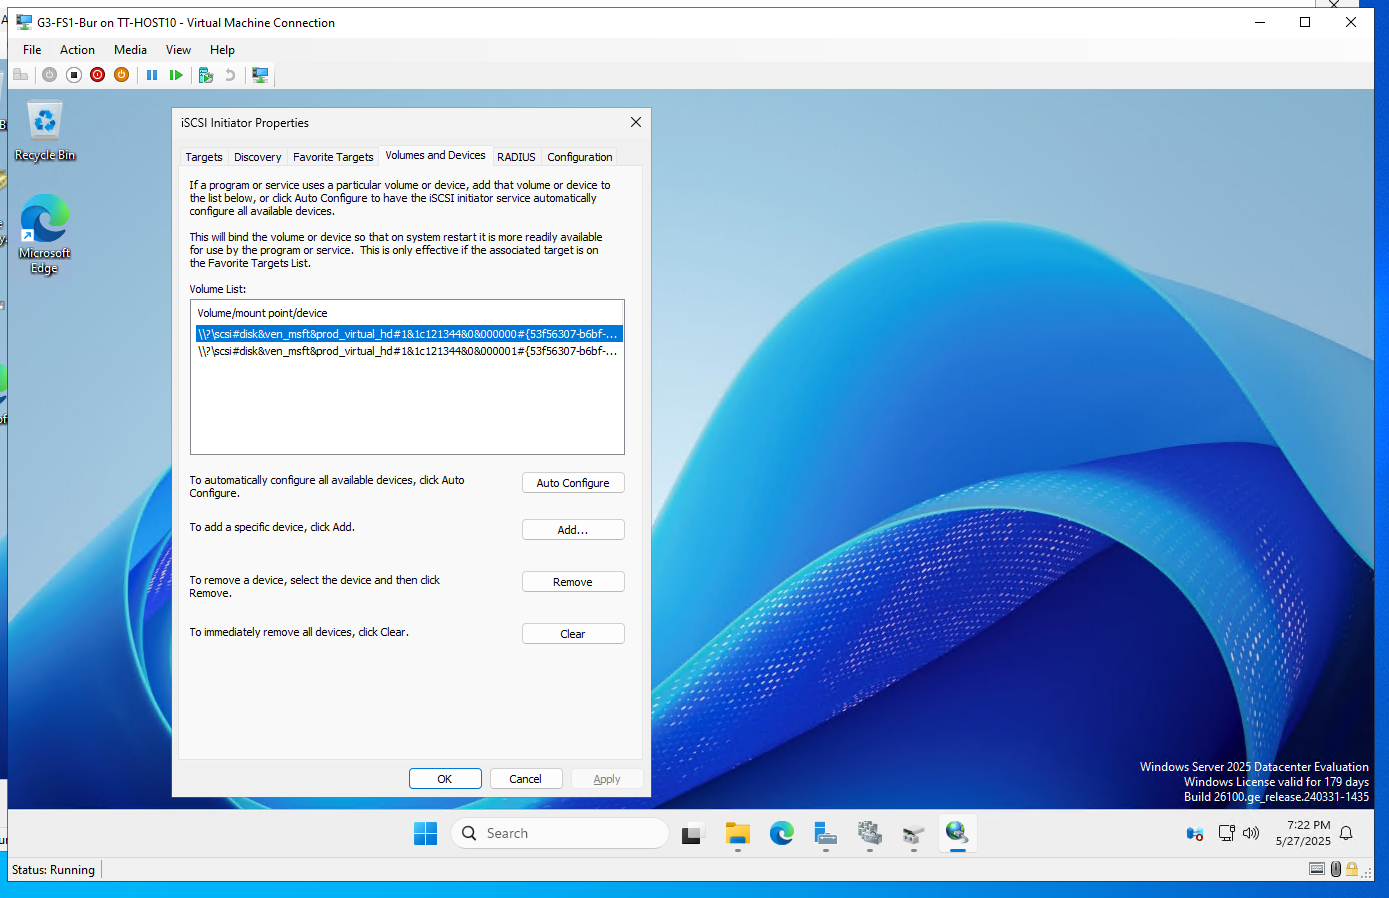 G3-FS1-Bur on TT-HOST10 - Virtual Machine Connection
File Action Media View Help
Recycle Bin
Microsoft
Edge
iSCSI Initiator Properties
Targets Discovery Favorite Targets Volumes and Devices RADIUS Configuration
If a program or service uses a particular volume or device, add that volume or device to
the list below, or click Auto Configure to have the iSCSI initiator service automatically
configure all available devices.
This will bind the volume or device so that on system restart it is more readily available
for use by the program or service. This is only effective if the associated target is on
the Favorite Targets List.
Volume List:
Volume/mount point/device
\\?\scsi#disk&ven_msft&prod_virtual_hd#1&1c121344&0&000000#{53f56307-b6bf-...
\\?\scsi#disk&ven_msft&prod_virtual_hd#1&1c121344&0&000001#{53f56307-b6bf-...
To automatically configure all available devices, click Auto
Configure.
Auto Configure
To add a specific device, click Add.
Add...
To remove a device, select the device and then click
Remove.
Remove
To immediately remove all devices, click Clear.
Clear
OK Cancel Apply
Windows Server 2025 Datacenter Evaluation
Windows License valid for 179 days
Build 26100.ge_release.240331-1435
Search
7:22 PM
5/27/2025
Status: Running